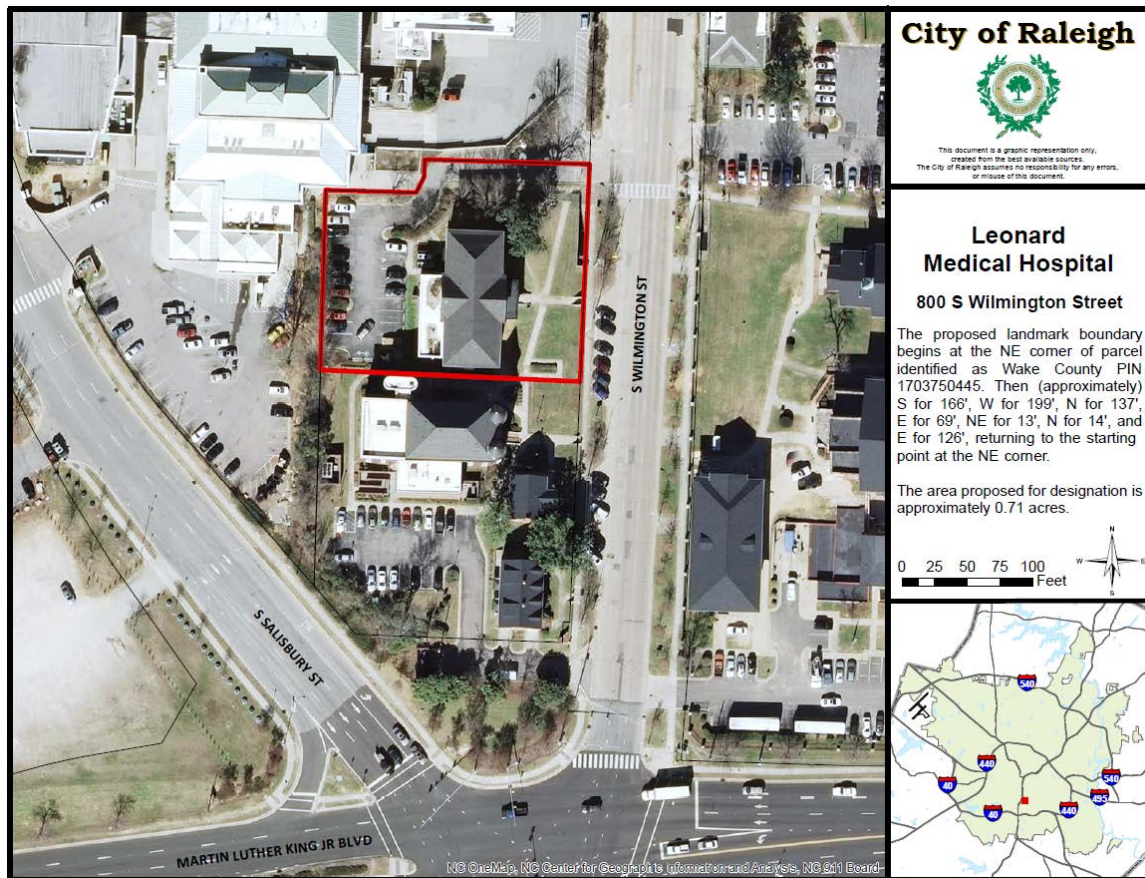 City of Raleigh
This document is a graphic representation only,
created from the best available sources.
The City of Raleigh assumes no responsibility for any errors,
or misuse of this document.
Leonard
Medical Hospital
800 S Wilmington Street
The proposed landmark boundary
begins at the NE corner of parcel
identified as Wake County PIN
1703750445. Then (approximately)
S for 166', W for 199', N for 137',
E for 69', NE for 13', N for 14', and
E for 126', returning to the starting
point at the NE corner.
The area proposed for designation is
approximately 0.71 acres.
N
W E
S
0 25 50 75 100
Feet
S WILMINGTON ST
S SALISBURY ST
MARTIN LUTHER KING JR BLVD
NC OneMap, NC Center for Geographic Information and Analysis, NC 911 Board
540
440
40
540
495
40
440